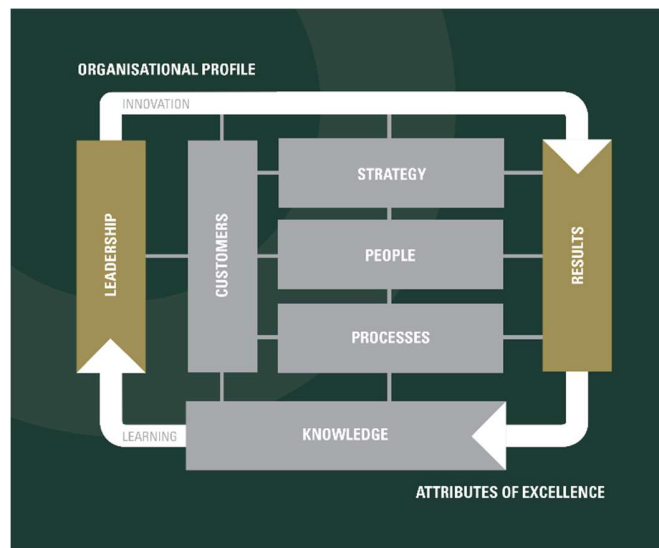 ORGANISATIONAL PROFILE
INNOVATION
LEADERSHIP
CUSTOMERS
STRATEGY
PEOPLE
PROCESSES
RESULTS
KNOWLEDGE
LEARNING
ATTRIBUTES OF EXCELLENCE